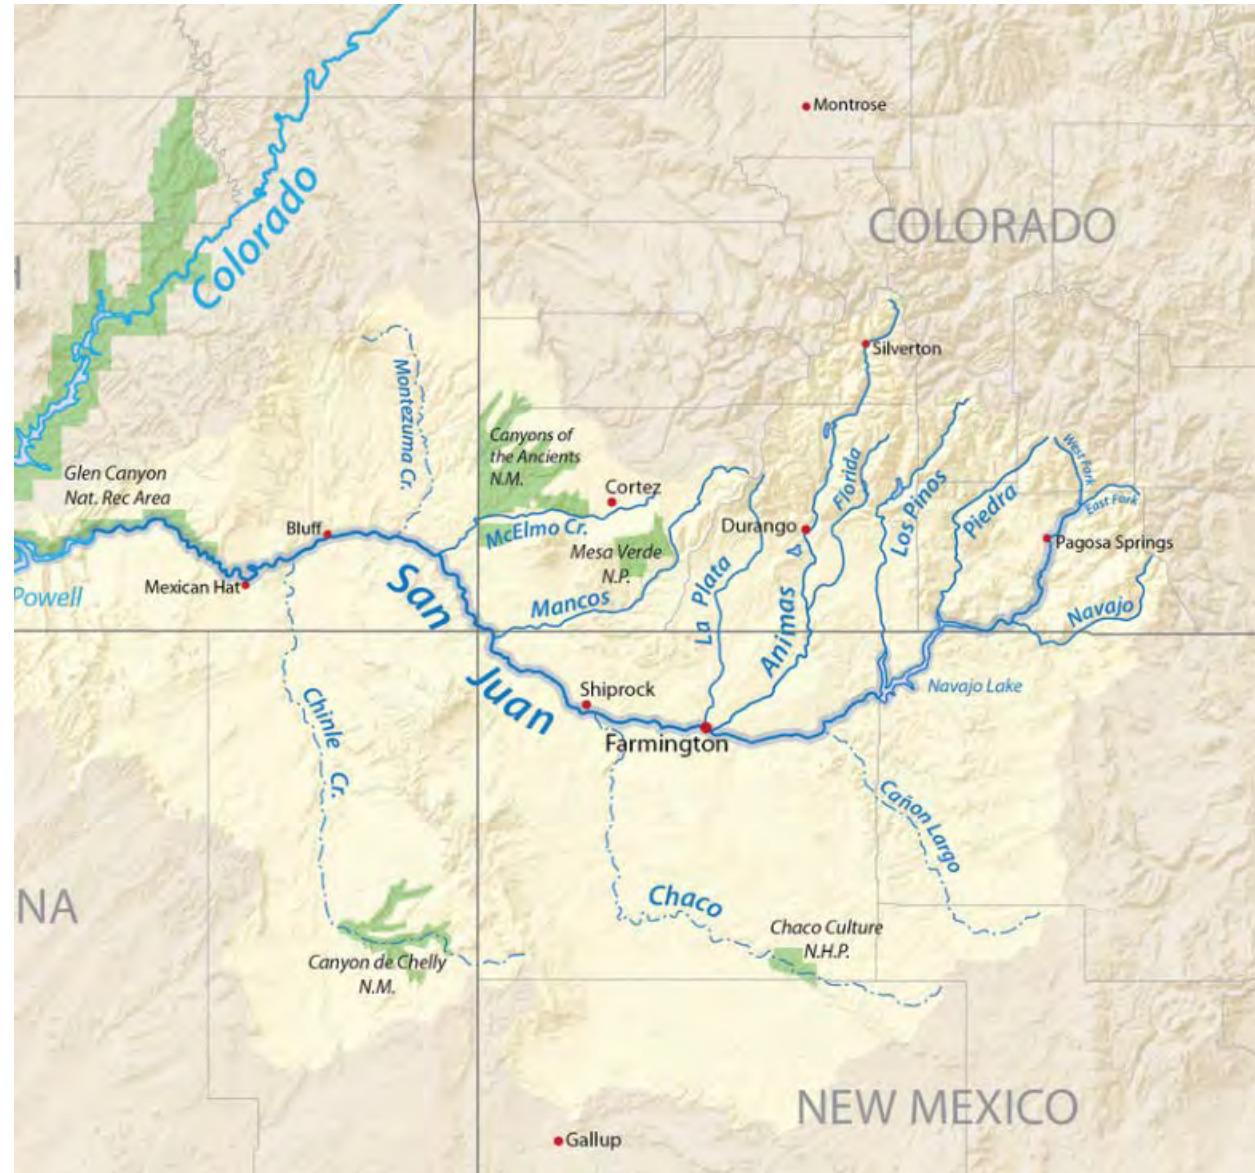 Montrose
COLORADO
Colorado
H
Silverton
Montezuma Cr.
Canyons of
the Ancients
N.M.
Glen Canyon
Nat. Rec Area
Cortez
McElmo Cr.
Mesa Verde
N.P.
Durango
Florida
Los Pinos
Piedra
West Fork
East Fork
Pagosa Springs
Bluff
Mexican Hat
Powell
San
Juan
Mancos
La Plata
Animas
Navajo
Navajo Lake
Shiprock
Farmington
Chinle Cr.
Cañon Largo
Chaco
NA
Canyon de Chelly
N.M.
Chaco Culture
N.H.P.
NEW MEXICO
Gallup